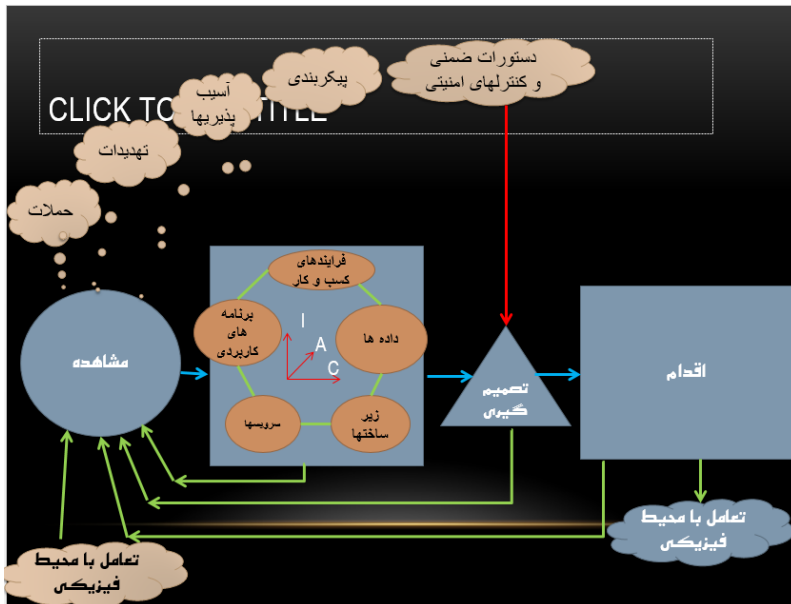 دستورات ضمنی
و کنترلهای امنیتی
پیکربندی
آسیب
پذیریها
CLICK TO
TITLE
تهدیدات
حملات
فرایندهای
کسب و کار
برنامه
های
کاربردی
I
A
C
داده ها
سرویسها
زیر
ساختها
مشاهده
تصمیم
گیری
اقدام
تعامل با محیط
فیزیکی
تعامل با محیط
فیزیکی